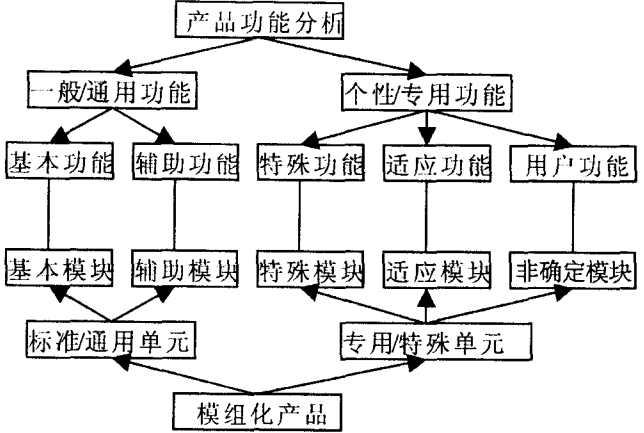 产品功能分析
一般/通用功能
个性/专用功能
基本功能
辅助功能
特殊功能
适应功能
用户功能
基本模块
辅助模块
特殊模块
适应模块
非确定模块
标准/通用单元
专用/特殊单元
模组化产品